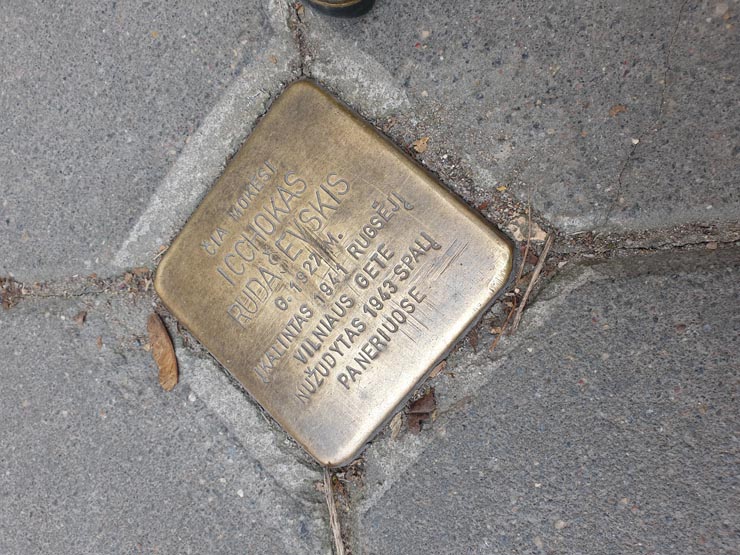 ČIA MOKĖSI
ICCHOKAS
RUDAŠEVSKIS
G. 1927 M.
ĮKALINTAS 1941 RUGSĖJĮ
VILNIAUS GETE
NUŽUDYTAS 1943 SPALĮ
PANERIUOSE